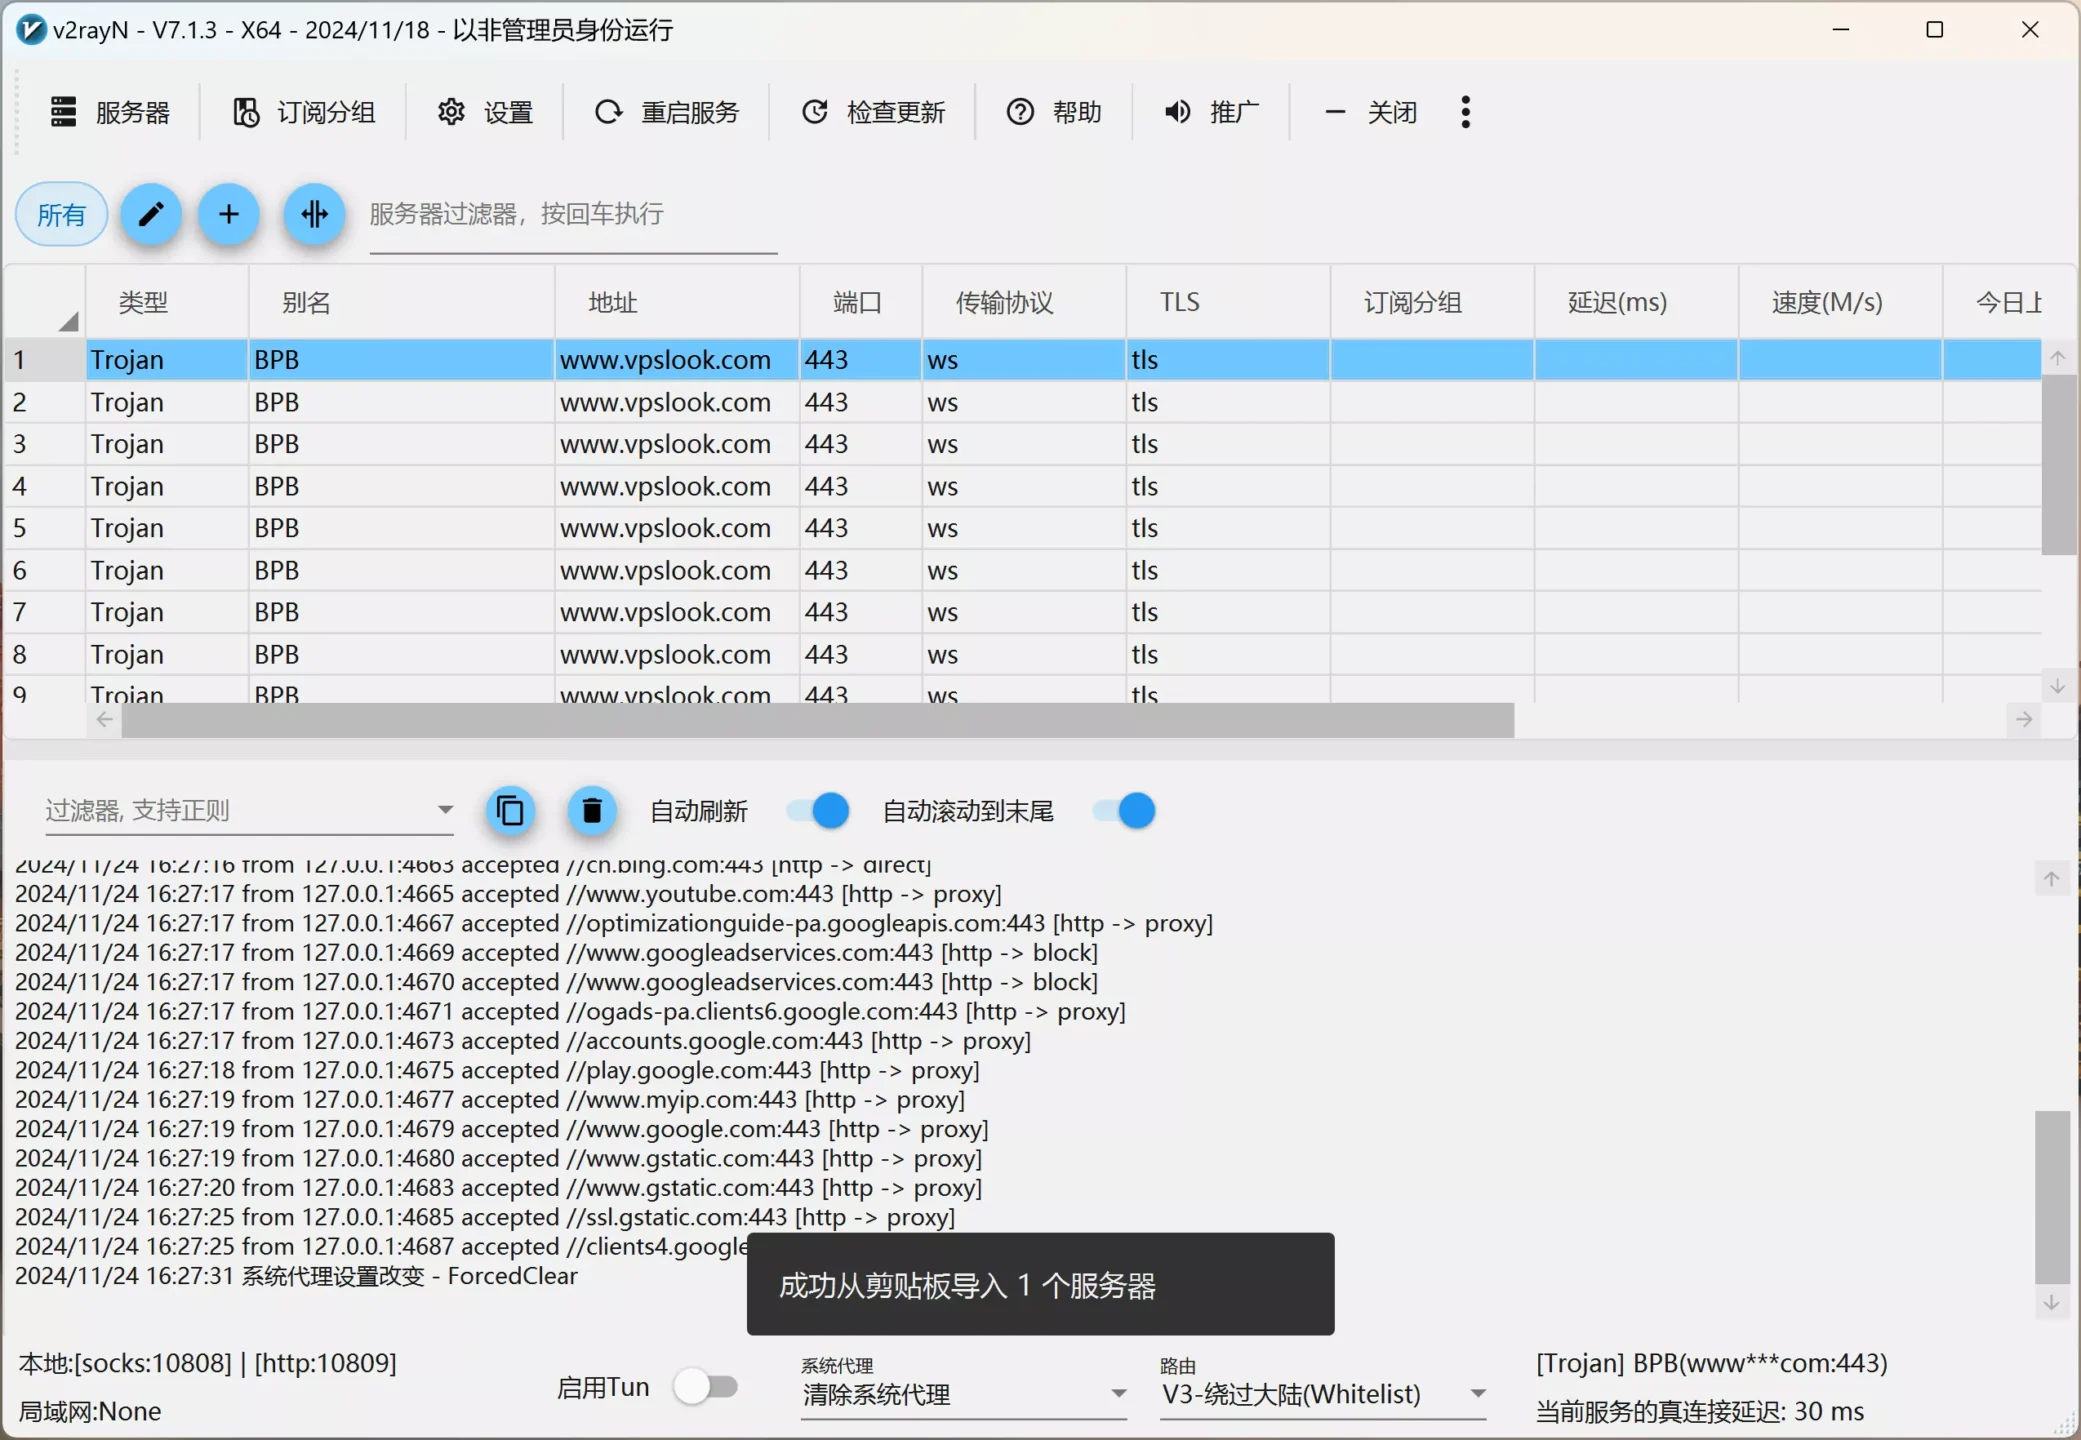 v2rayN - V7.1.3 - X64 - 2024/11/18 - 以非管理员身份运行
服务器 订阅分组 设置 重启服务 检查更新 帮助 推广 关闭
所有 服务器过滤器，按回车执行
类型 别名 地址 端口 传输协议 TLS 订阅分组 延迟(ms) 速度(M/s) 今日上
1 Trojan BPB www.vpslook.com 443 ws tls
2 Trojan BPB www.vpslook.com 443 ws tls
3 Trojan BPB www.vpslook.com 443 ws tls
4 Trojan BPB www.vpslook.com 443 ws tls
5 Trojan BPB www.vpslook.com 443 ws tls
6 Trojan BPB www.vpslook.com 443 ws tls
7 Trojan BPB www.vpslook.com 443 ws tls
8 Trojan BPB www.vpslook.com 443 ws tls
9 Trojan BPB www.vpslook.com 443 ws tls
过滤器, 支持正则 自动刷新 自动滚动到末尾
2024/11/24 16:27:16 from 127.0.0.1:4663 accepted //cn.bing.com:443 [http -> direct]
2024/11/24 16:27:17 from 127.0.0.1:4665 accepted //www.youtube.com:443 [http -> proxy]
2024/11/24 16:27:17 from 127.0.0.1:4667 accepted //optimizationguide-pa.googleapis.com:443 [http -> proxy]
2024/11/24 16:27:17 from 127.0.0.1:4669 accepted //www.googleadservices.com:443 [http -> block]
2024/11/24 16:27:17 from 127.0.0.1:4670 accepted //www.googleadservices.com:443 [http -> block]
2024/11/24 16:27:17 from 127.0.0.1:4671 accepted //ogads-pa.clients6.google.com:443 [http -> proxy]
2024/11/24 16:27:17 from 127.0.0.1:4673 accepted //accounts.google.com:443 [http -> proxy]
2024/11/24 16:27:18 from 127.0.0.1:4675 accepted //play.google.com:443 [http -> proxy]
2024/11/24 16:27:19 from 127.0.0.1:4677 accepted //www.myip.com:443 [http -> proxy]
2024/11/24 16:27:19 from 127.0.0.1:4679 accepted //www.google.com:443 [http -> proxy]
2024/11/24 16:27:19 from 127.0.0.1:4680 accepted //www.gstatic.com:443 [http -> proxy]
2024/11/24 16:27:20 from 127.0.0.1:4683 accepted //www.gstatic.com:443 [http -> proxy]
2024/11/24 16:27:25 from 127.0.0.1:4685 accepted //ssl.gstatic.com:443 [http -> proxy]
2024/11/24 16:27:25 from 127.0.0.1:4687 accepted //clients4.google
2024/11/24 16:27:31 系统代理设置改变 - ForcedClear
成功从剪贴板导入 1 个服务器
本地:[socks:10808] | [http:10809]
局域网:None
启用Tun
系统代理
清除系统代理
路由
V3-绕过大陆(Whitelist)
[Trojan] BPB(www***com:443)
当前服务的真连接延迟: 30 ms